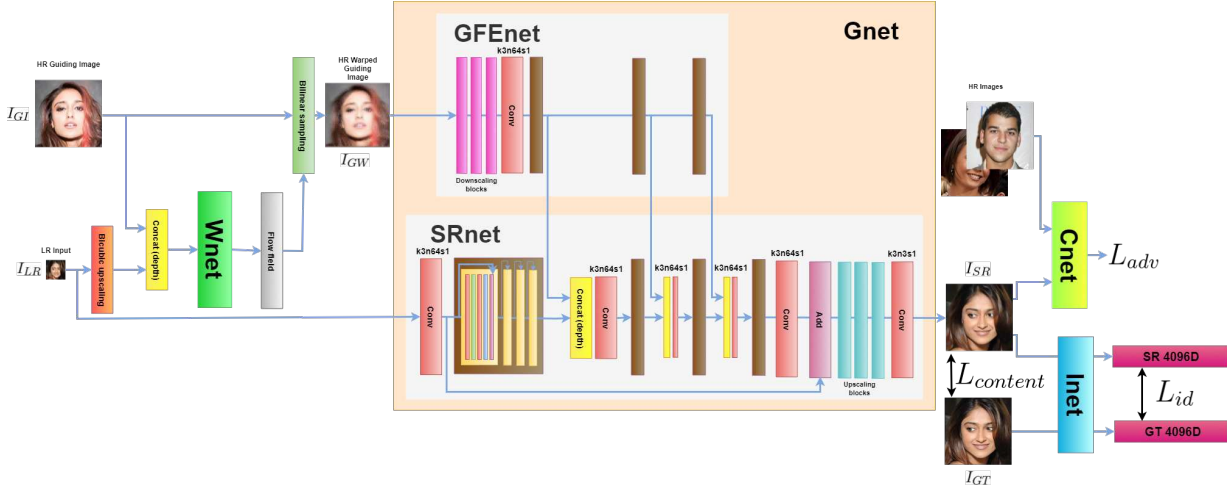 HR Guiding Image
I_GI
LR Input
I_LR
Bicubic upscaling
Concat (depth)
Wnet
Flow field
Bilinear sampling
HR Warped
Guiding
Image
I_GW
Gnet
GFEnet
k3n64s1
Conv
Downscaling
blocks
SRnet
k3n64s1
Conv
k3n64s1
Concat (depth)
Conv
k3n64s1
k3n64s1
k3n64s1
Conv
Add
Upscaling
blocks
k3n3s1
Conv
HR Images
Cnet
L_adv
I_SR
L_content
I_GT
Inet
SR 4096D
L_id
GT 4096D